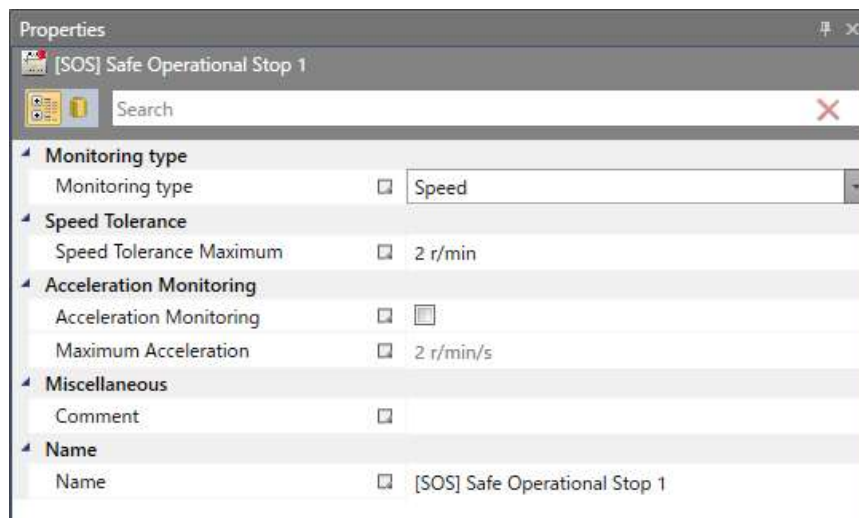 Properties
[SOS] Safe Operational Stop 1
Search
Monitoring type
Monitoring type Speed
Speed Tolerance
Speed Tolerance Maximum 2 r/min
Acceleration Monitoring
Acceleration Monitoring
Maximum Acceleration 2 r/min/s
Miscellaneous
Comment
Name
Name [SOS] Safe Operational Stop 1